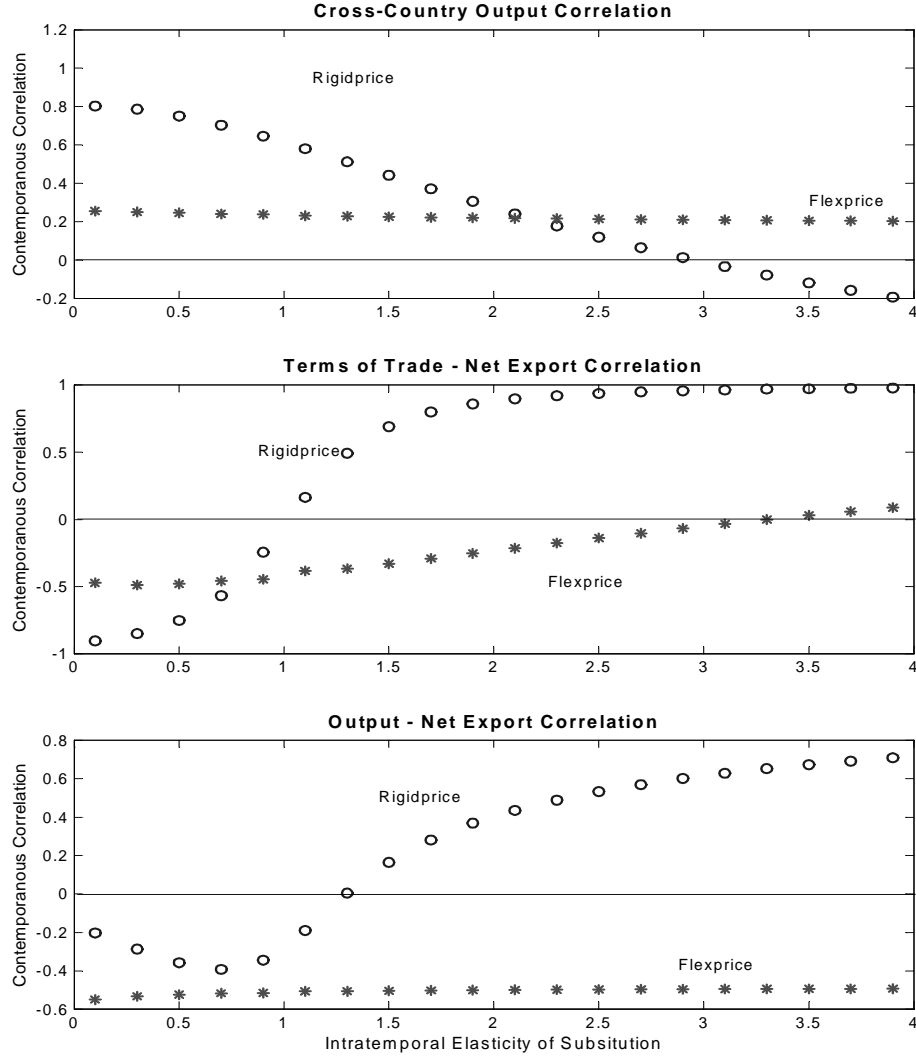 Cross-Country Output Correlation
1.2
1
0.8
0.6
0.4
0.2
0
-0.2
Contemporanous Correlation
Rigidprice
Flexprice
0 0.5 1 1.5 2 2.5 3 3.5 4
Terms of Trade - Net Export Correlation
1
0.5
0
-0.5
-1
Contemporanous Correlation
Rigidprice
Flexprice
0 0.5 1 1.5 2 2.5 3 3.5 4
Output - Net Export Correlation
0.8
0.6
0.4
0.2
0
-0.2
-0.4
-0.6
Contemporanous Correlation
Rigidprice
Flexprice
0 0.5 1 1.5 2 2.5 3 3.5 4
Intratemporal Elasticity of Subsitution